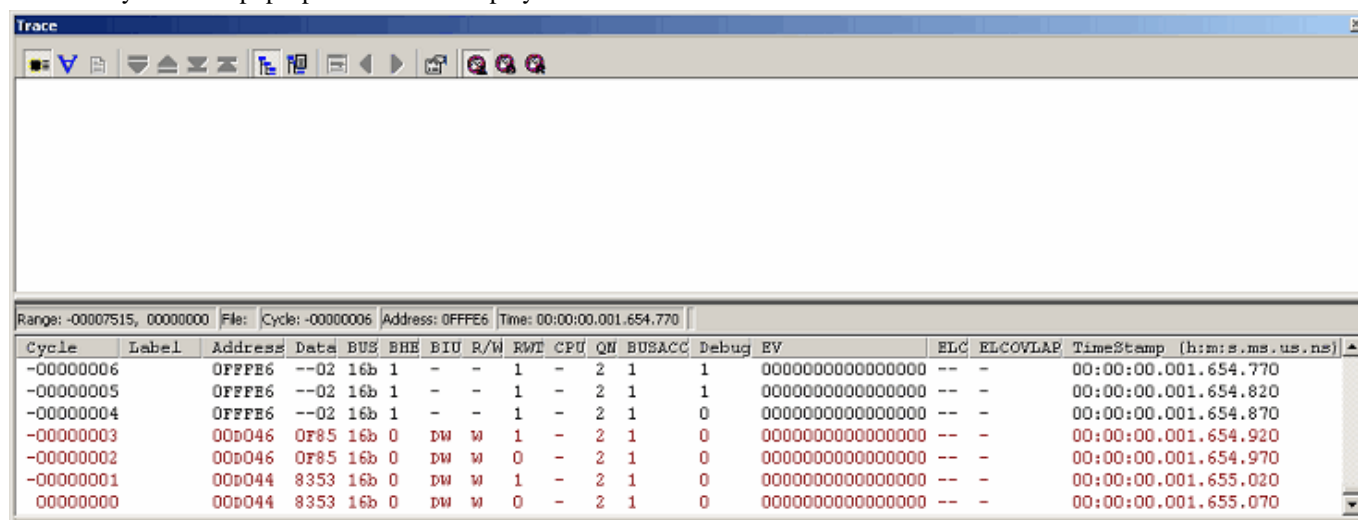 Trace
Range: -00007515, 00000000 File: Cycle: -00000006 Address: 0FFFE6 Time: 00:00:00.001.654.770
Cycle Label Address Data BUS BHE BIU R/W RWT CPU QN BUSACC Debug EV ELC ELCOVLAP TimeStamp (h:m:s.ms.us.ns)
-00000006 0FFFE6 --02 16b 1 - - 1 - 2 1 1 0000000000000000 -- - 00:00:00.001.654.770
-00000005 0FFFE6 --02 16b 1 - - 1 - 2 1 1 0000000000000000 -- - 00:00:00.001.654.820
-00000004 0FFFE6 --02 16b 1 - - 1 - 2 1 0 0000000000000000 -- - 00:00:00.001.654.870
-00000003 00D046 0F85 16b 0 DW W 1 - 2 1 0 0000000000000000 -- - 00:00:00.001.654.920
-00000002 00D046 0F85 16b 0 DW W 0 - 2 1 0 0000000000000000 -- - 00:00:00.001.654.970
-00000001 00D044 8353 16b 0 DW W 1 - 2 1 0 0000000000000000 -- - 00:00:00.001.655.020
00000000 00D044 8353 16b 0 DW W 0 - 2 1 0 0000000000000000 -- - 00:00:00.001.655.070